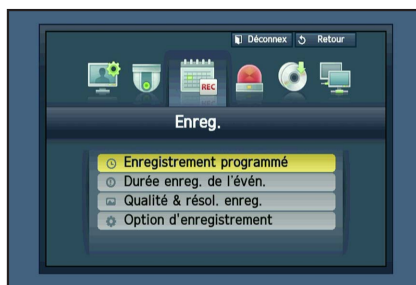 Déconnex Retour
REC
Enreg.
Enregistrement programmé
Durée enreg. de l'évén.
Qualité & résol. enreg.
Option d'enregistrement